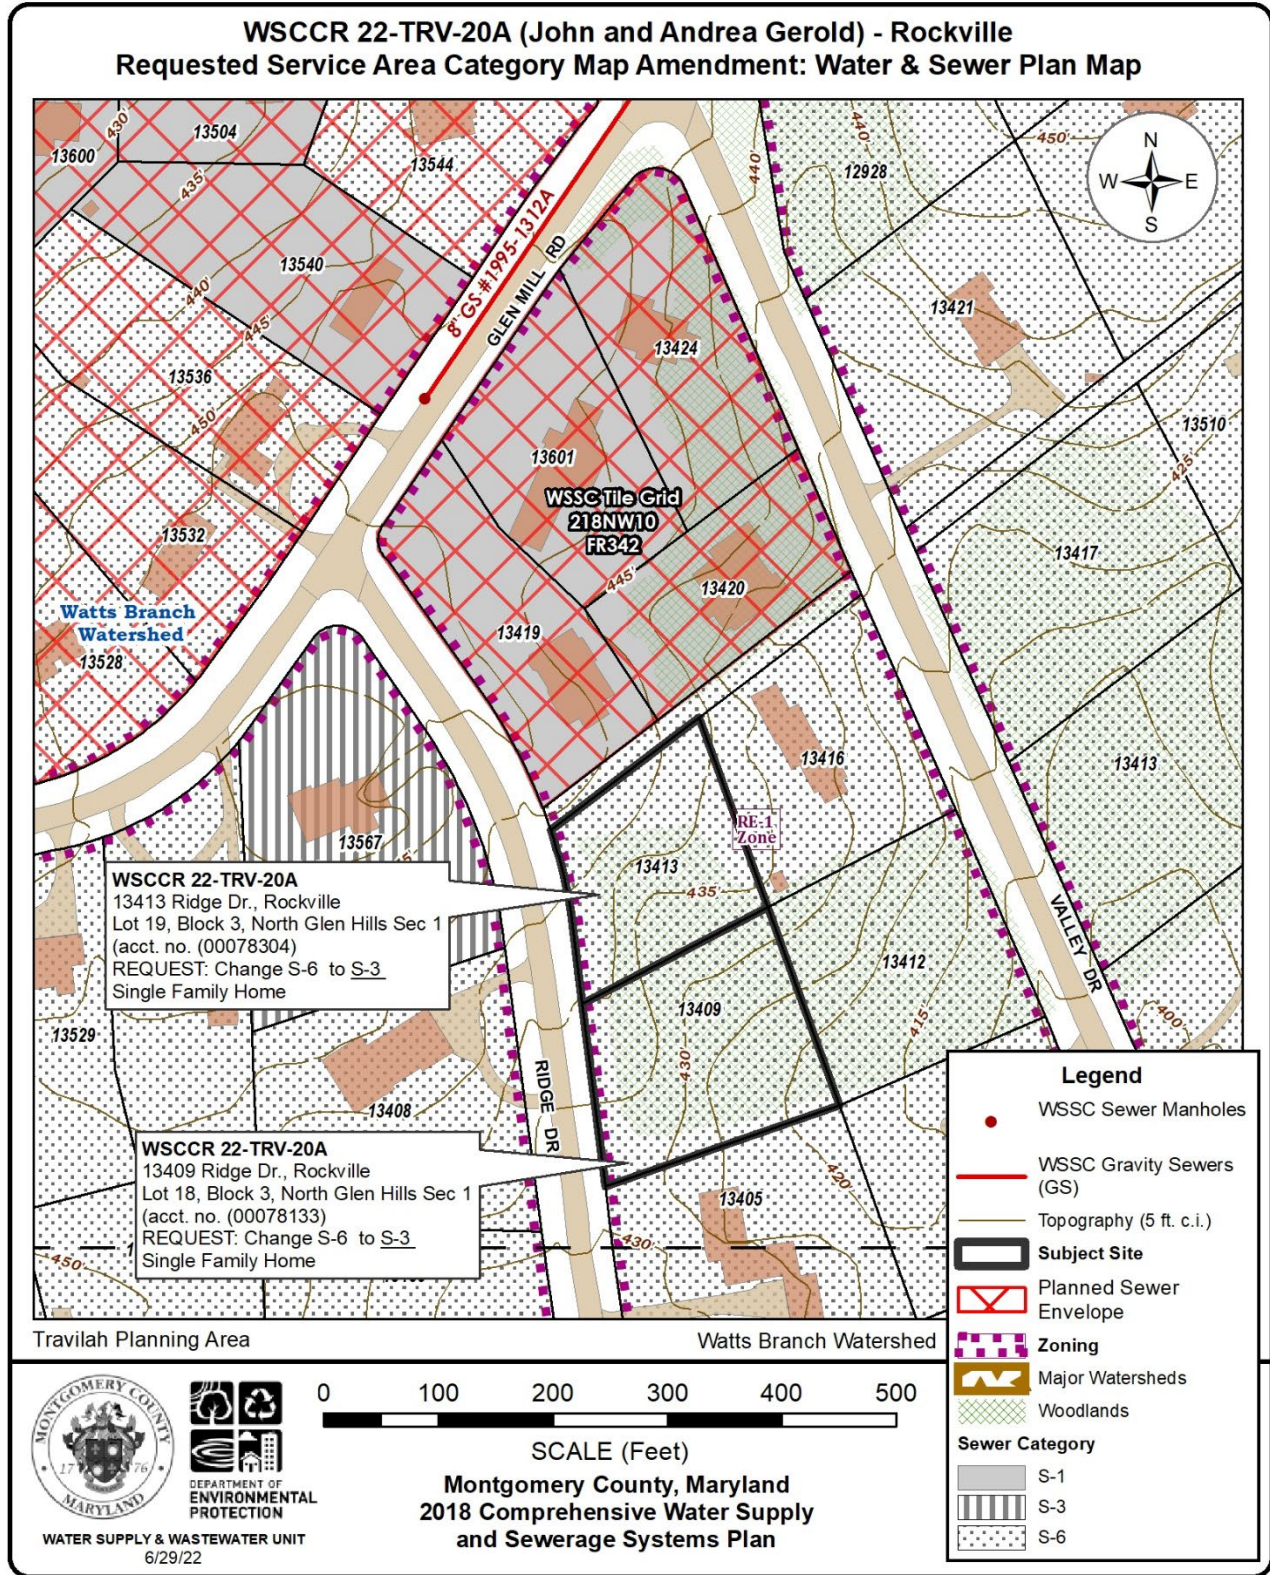 WSCCR 22-TRV-20A (John and Andrea Gerold) - Rockville
Requested Service Area Category Map Amendment: Water & Sewer Plan Map
430'
13504
13600
13544
435'
440'
450'
12928
N
W E
S
440'
13540
8" GS #1995-1312A
GLEN MILL RD
440'
445'
13421
13424
13536
450'
13510
425'
13601
WSSC Tile Grid
218NW10
FR342
13532
13417
445'
13420
Watts Branch
Watershed
13419
13528
13416
13413
RE-1
Zone
13567
13413
435'
WSCCR 22-TRV-20A
13413 Ridge Dr., Rockville
Lot 19, Block 3, North Glen Hills Sec 1
(acct. no. (00078304)
REQUEST: Change S-6 to S-3
Single Family Home
VALLEY DR
13412
13409
415'
400'
13529
430'
RIDGE DR
13408
WSCCR 22-TRV-20A
13409 Ridge Dr., Rockville
Lot 18, Block 3, North Glen Hills Sec 1
(acct. no. (00078133)
REQUEST: Change S-6 to S-3
Single Family Home
420'
13405
430'
450'
Legend
WSSC Sewer Manholes
WSSC Gravity Sewers
(GS)
Topography (5 ft. c.i.)
Subject Site
Planned Sewer
Envelope
Zoning
Major Watersheds
Woodlands
Sewer Category
S-1
S-3
S-6
Travilah Planning Area
Watts Branch Watershed
MONTGOMERY COUNTY
17 76
MARYLAND
DEPARTMENT OF
ENVIRONMENTAL
PROTECTION
WATER SUPPLY & WASTEWATER UNIT
6/29/22
0 100 200 300 400 500
SCALE (Feet)
Montgomery County, Maryland
2018 Comprehensive Water Supply
and Sewerage Systems Plan